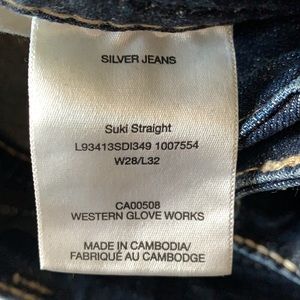 SILVER JEANS
Suki Straight
L93413SDI349 1007554
W28/L32
CA00508
WESTERN GLOVE WORKS
MADE IN CAMBODIA/
FABRIQUÉ AU CAMBODGE